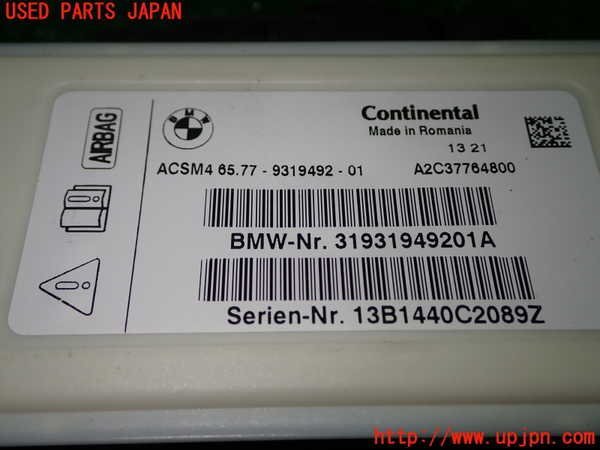 USED PARTS JAPAN
AIRBAG
BMW
Continental
Made in Romania
13 21
ACSM4 65.77 - 9319492 - 01
A2C37764800
BMW-Nr. 31931949201A
Serien-Nr. 13B1440C2089Z
http://www.upjpn.com/